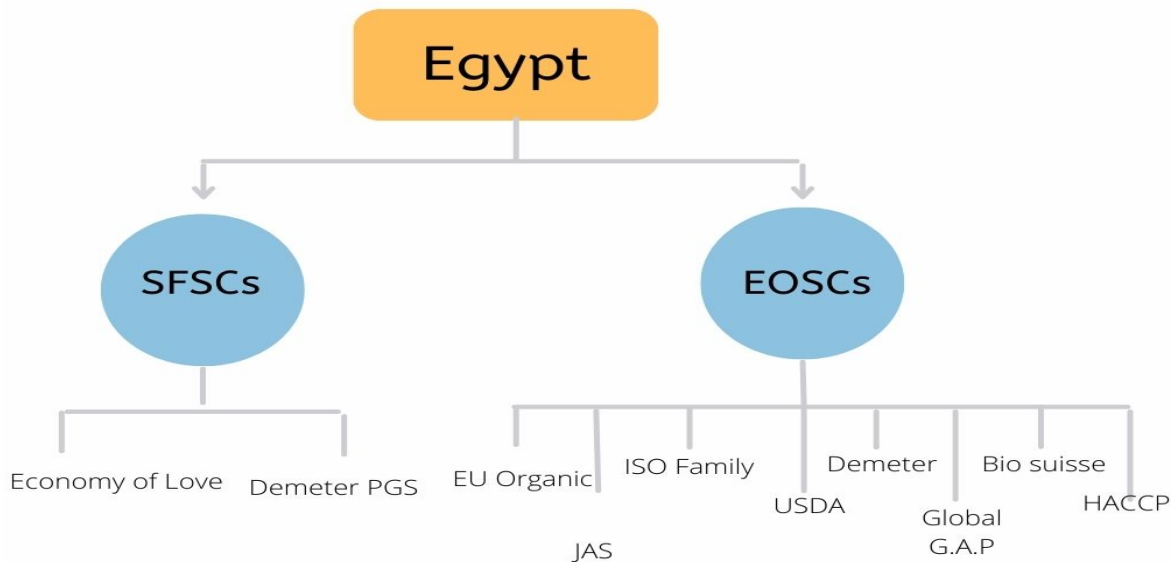 Egypt
SFSCs
EOSCs
Economy of Love
Demeter PGS
EU Organic
JAS
ISO Family
USDA
Demeter
Global
G.A.P
Bio suisse
HACCP